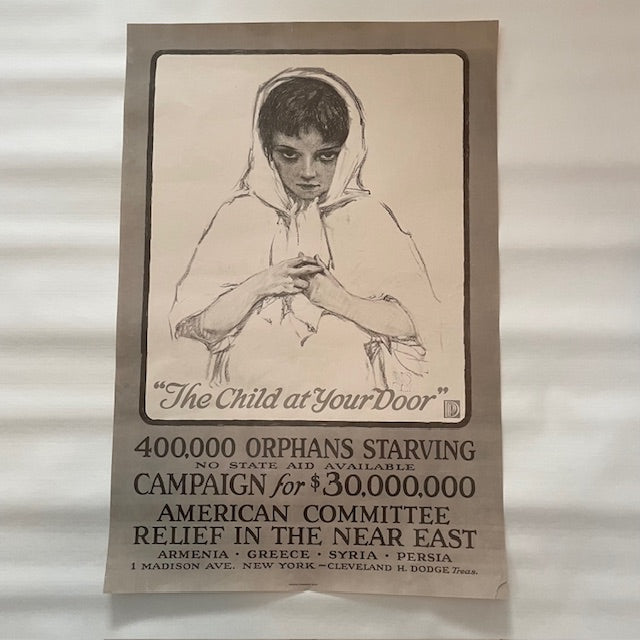 "The Child at Your Door"
400,000 ORPHANS STARVING
NO STATE AID AVAILABLE
CAMPAIGN for $30,000,000
AMERICAN COMMITTEE
RELIEF IN THE NEAR EAST
ARMENIA · GREECE · SYRIA · PERSIA
1 MADISON AVE. NEW YORK – CLEVELAND H. DODGE Treas.